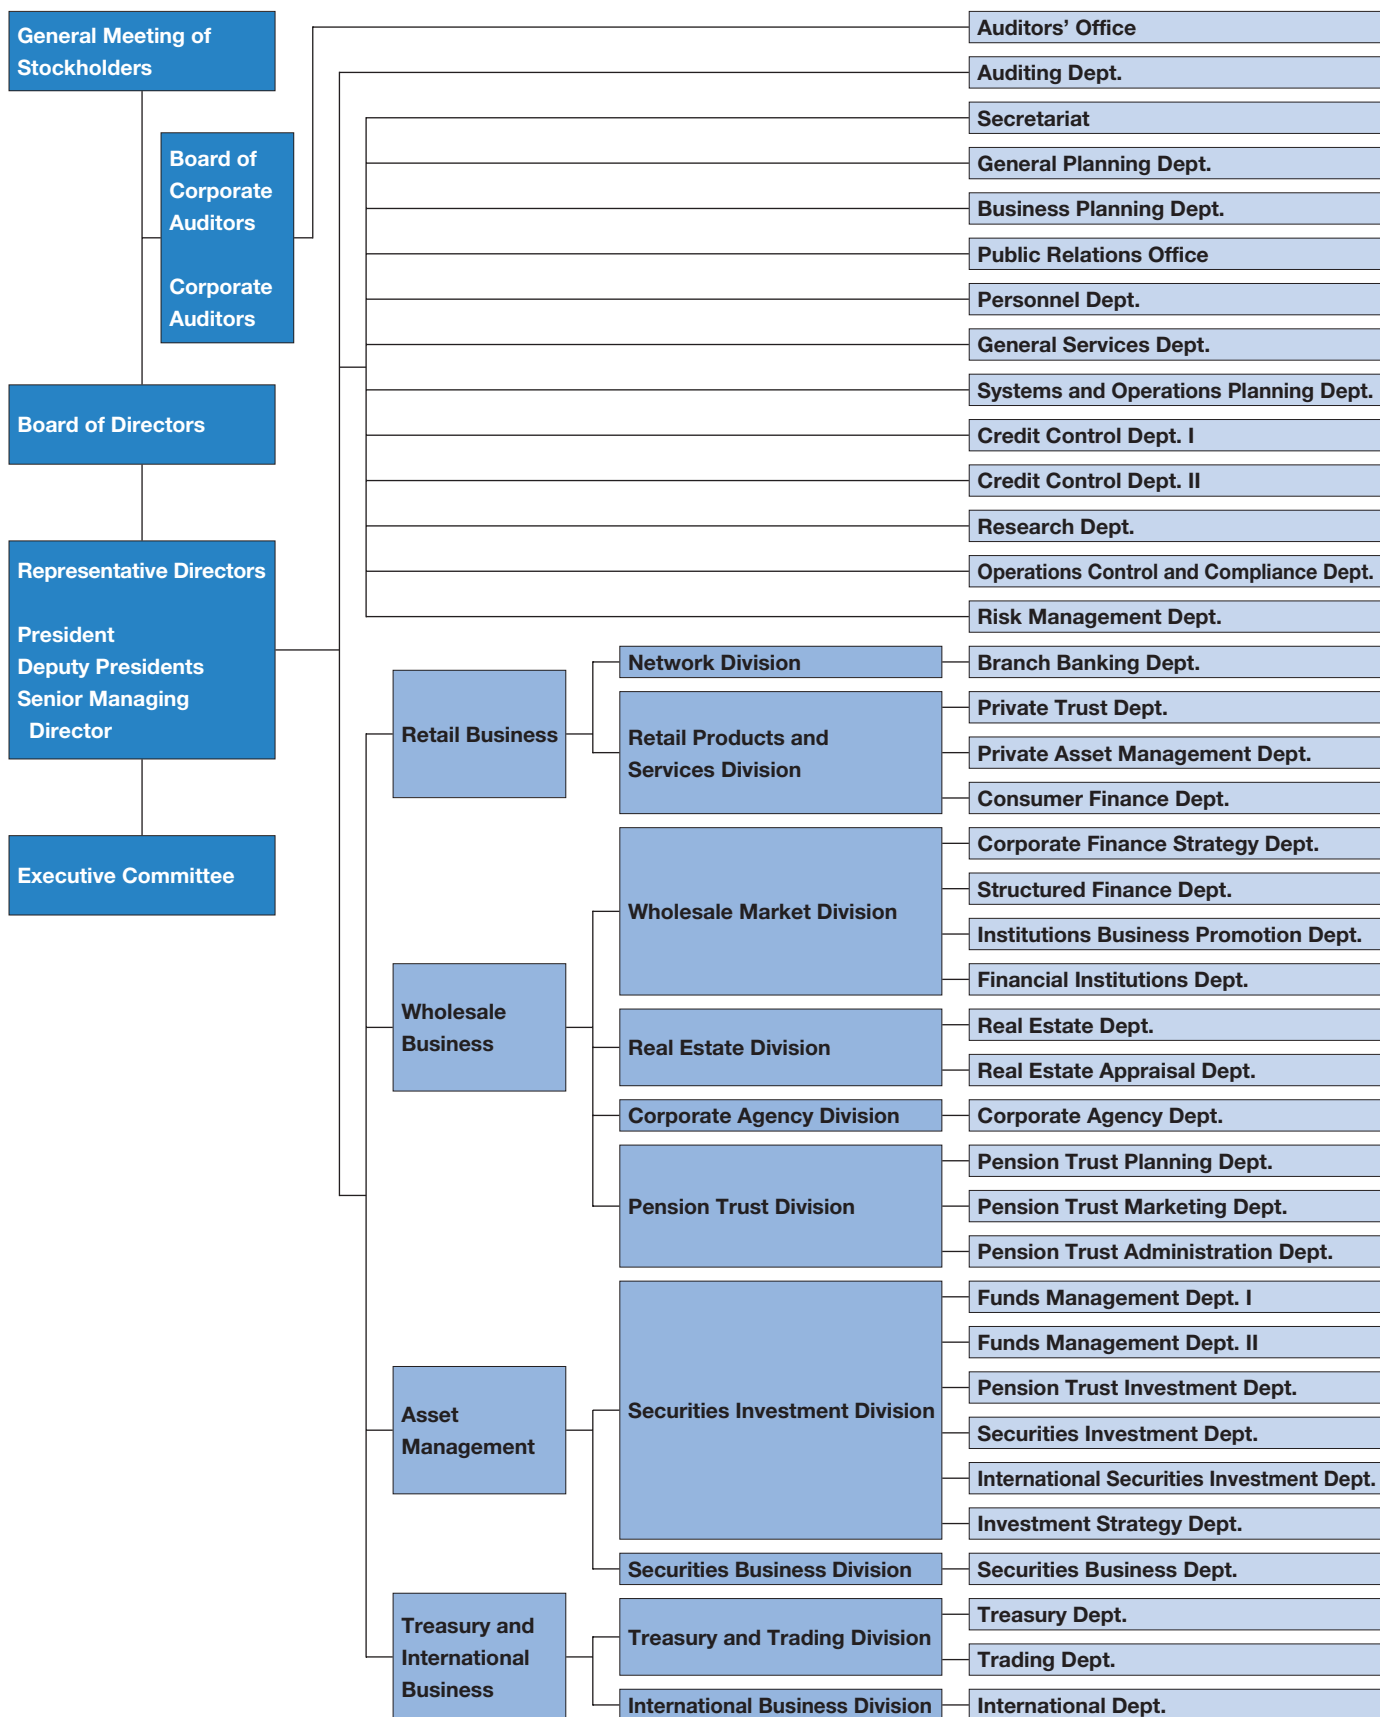 General Meeting of
Stockholders
Board of
Corporate
Auditors
Corporate
Auditors
Board of Directors
Representative Directors
President
Deputy Presidents
Senior Managing
Director
Executive Committee
Auditors’ Office
Auditing Dept.
Secretariat
General Planning Dept.
Business Planning Dept.
Public Relations Office
Personnel Dept.
General Services Dept.
Systems and Operations Planning Dept.
Credit Control Dept. I
Credit Control Dept. II
Research Dept.
Operations Control and Compliance Dept.
Risk Management Dept.
Retail Business
Network Division
Branch Banking Dept.
Retail Products and
Services Division
Private Trust Dept.
Private Asset Management Dept.
Consumer Finance Dept.
Wholesale
Business
Wholesale Market Division
Corporate Finance Strategy Dept.
Structured Finance Dept.
Institutions Business Promotion Dept.
Financial Institutions Dept.
Real Estate Division
Real Estate Dept.
Real Estate Appraisal Dept.
Corporate Agency Division
Corporate Agency Dept.
Pension Trust Division
Pension Trust Planning Dept.
Pension Trust Marketing Dept.
Pension Trust Administration Dept.
Asset
Management
Securities Investment Division
Funds Management Dept. I
Funds Management Dept. II
Pension Trust Investment Dept.
Securities Investment Dept.
International Securities Investment Dept.
Investment Strategy Dept.
Securities Business Division
Securities Business Dept.
Treasury and
International
Business
Treasury and Trading Division
Treasury Dept.
Trading Dept.
International Business Division
International Dept.